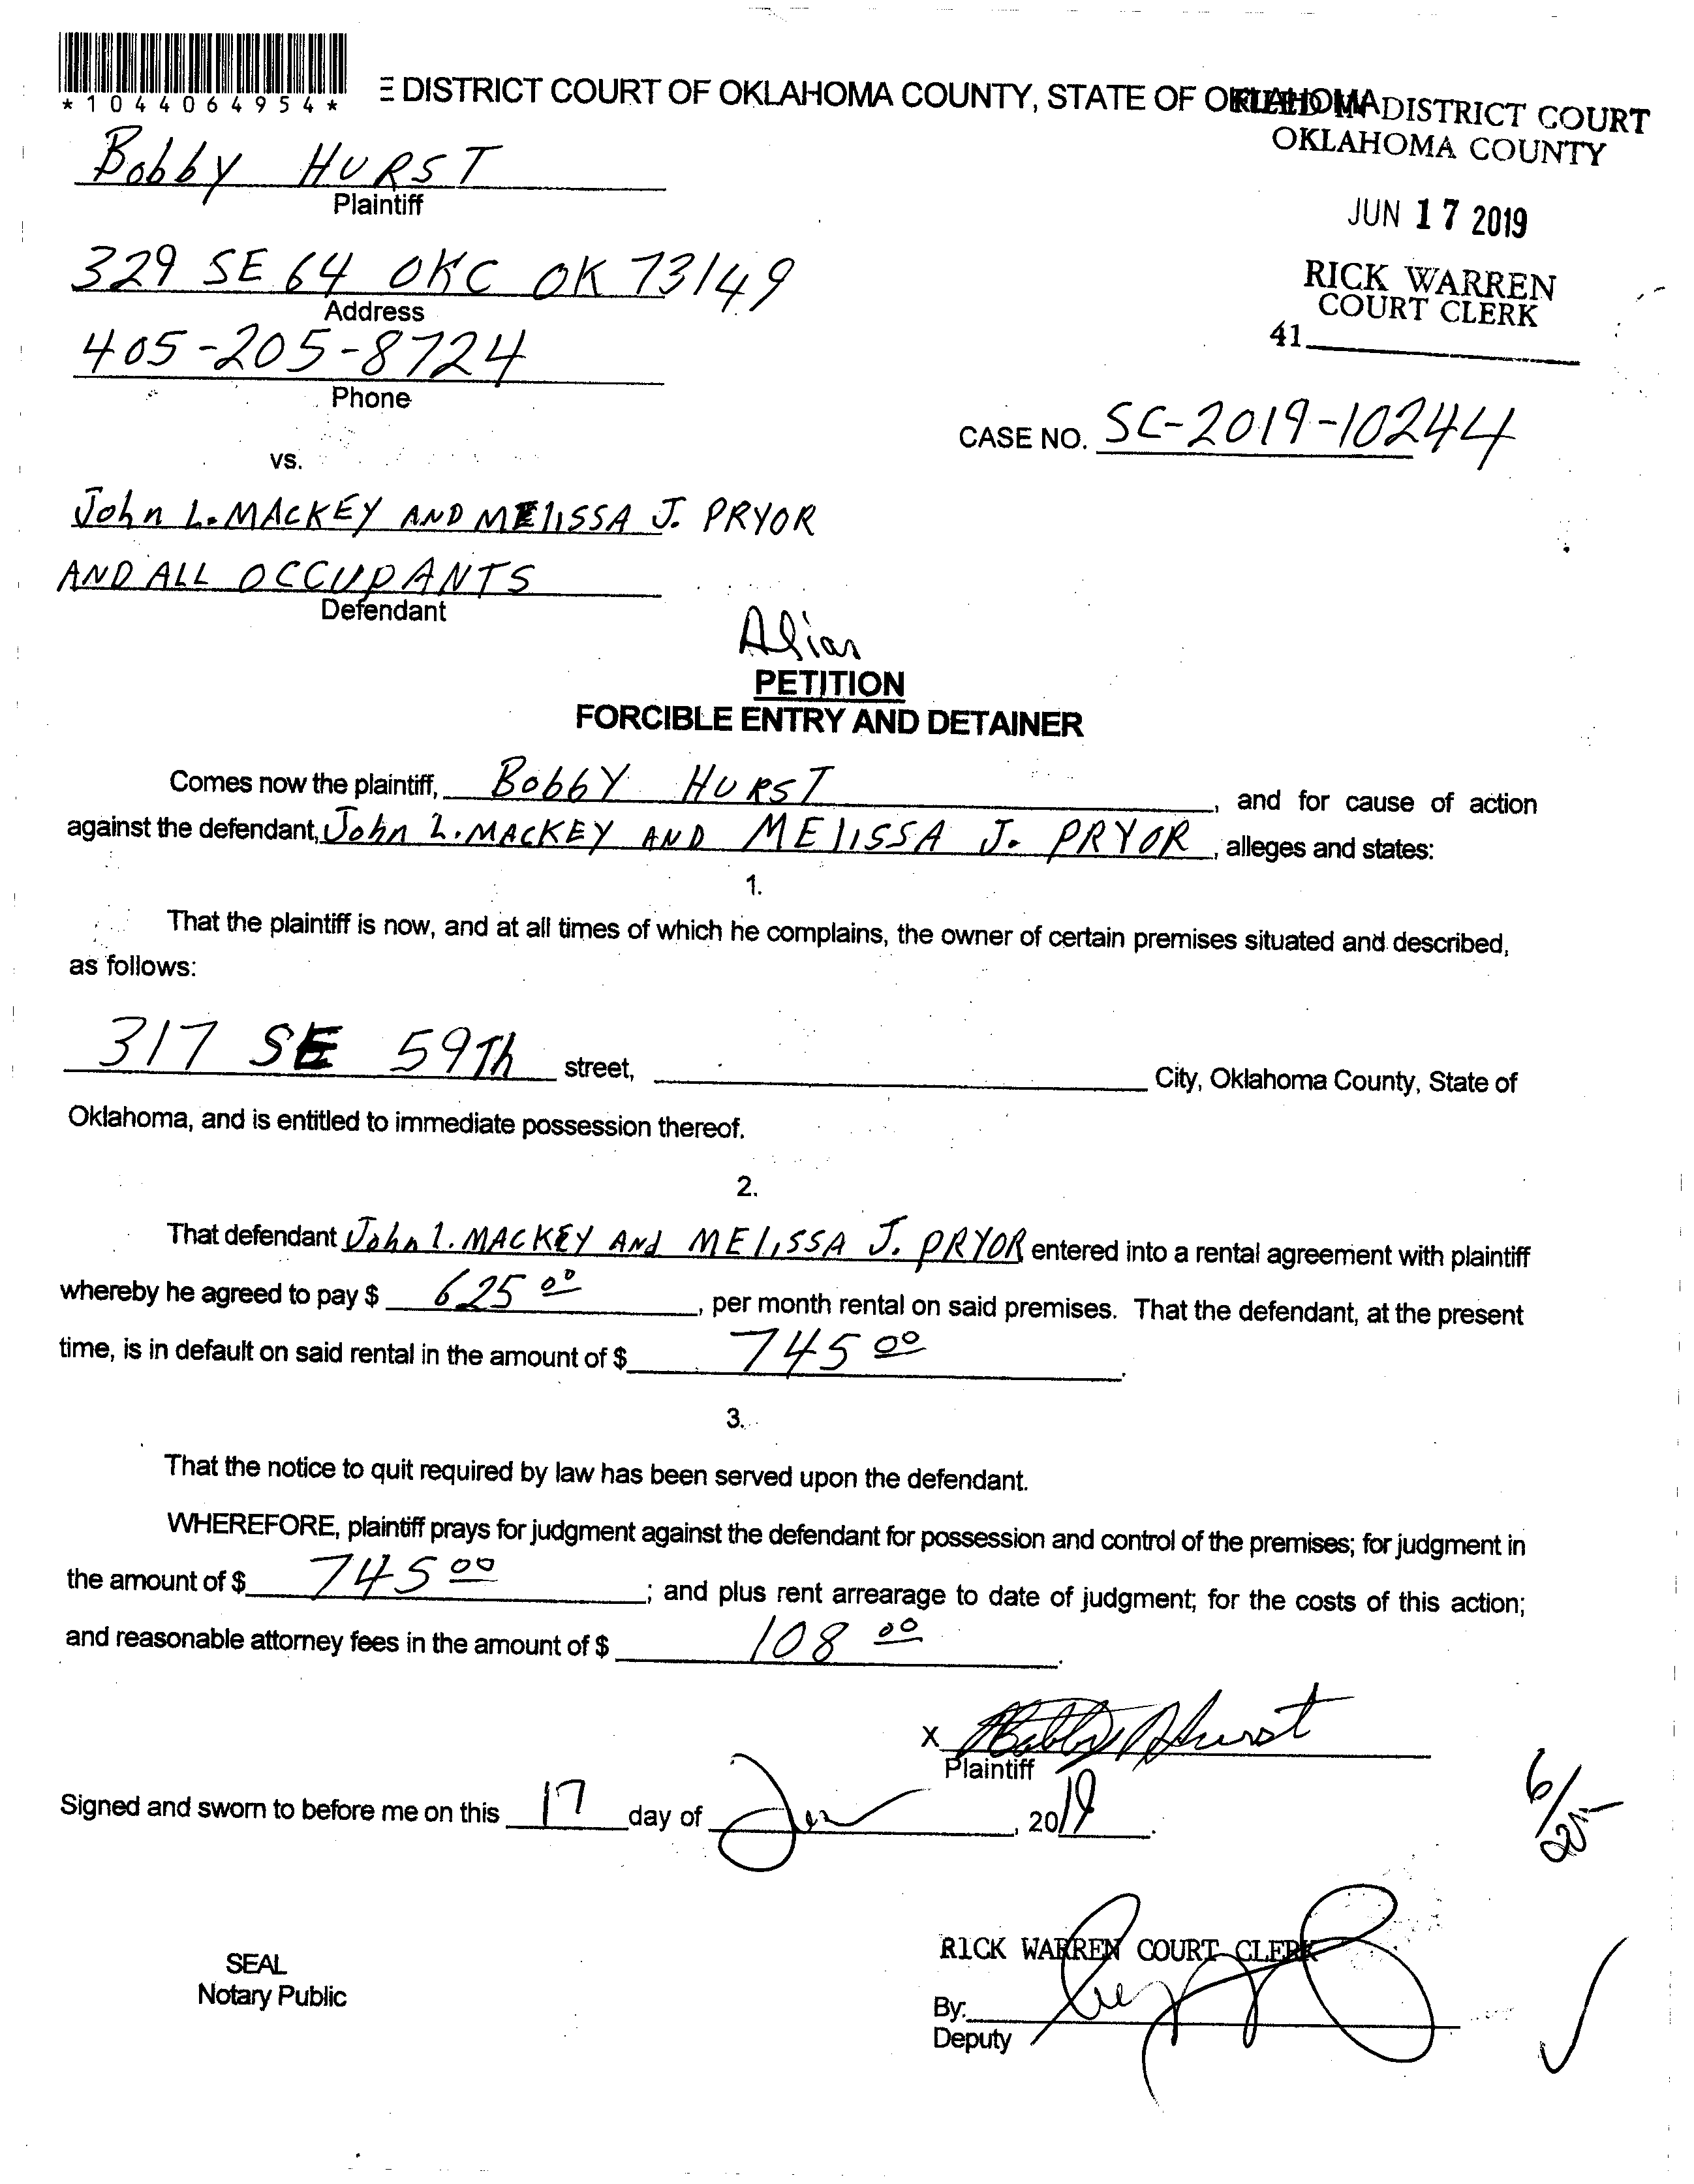 *1044064954*
E DISTRICT COURT OF OKLAHOMA COUNTY, STATE OF OKLAHOMA
FILED IN DISTRICT COURT
OKLAHOMA COUNTY
Bobby HURST
Plaintiff
JUN 17 2019
329 SE 64 OKC OK 73149
Address
RICK WARREN
COURT CLERK
41
405-205-8724
Phone
CASE NO. SC-2019-10244
vs.
John L. MACKEY AND MELISSA J. PRYOR
AND ALL OCCUPANTS
Defendant
Alias
PETITION
FORCIBLE ENTRY AND DETAINER
Comes now the plaintiff, BobbY HURST, and for cause of action
against the defendant, John L. MACKEY AND MELISSA J. PRYOR, alleges and states:
1.
That the plaintiff is now, and at all times of which he complains, the owner of certain premises situated and described,
as follows:
317 SE 59Th street, City, Oklahoma County, State of
Oklahoma, and is entitled to immediate possession thereof.
2.
That defendant John l. MACKEY And MELISSA J. PRYOR entered into a rental agreement with plaintiff
whereby he agreed to pay $ 625 00, per month rental on said premises. That the defendant, at the present
time, is in default on said rental in the amount of $ 745 00.
3.
That the notice to quit required by law has been served upon the defendant.
WHEREFORE, plaintiff prays for judgment against the defendant for possession and control of the premises; for judgment in
the amount of $ 745 00; and plus rent arrearage to date of judgment; for the costs of this action;
and reasonable attorney fees in the amount of $ 108 00.
X Bobby Hurst
Plaintiff
Signed and sworn to before me on this 17 day of Jun, 2019.
SEAL
Notary Public
RICK WARREN COURT CLERK
By:
Deputy